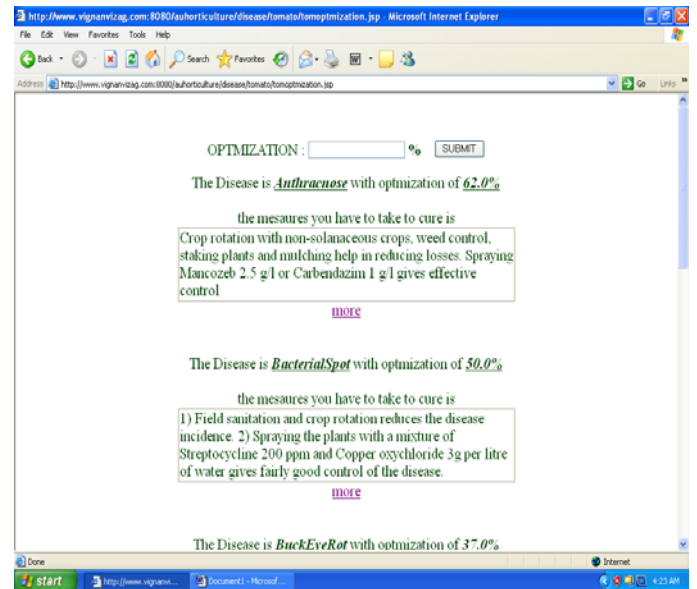 http://www.vignanvizag.com:8080/auhorticulture/disease/tomato/tomoptmization.jsp - Microsoft Internet Explorer
File Edit View Favorites Tools Help
Back Search Favorites
Address http://www.vignanvizag.com:8080/auhorticulture/disease/tomato/tomoptmization.jsp Go Links »
OPTMIZATION : % SUBMIT
The Disease is Anthracnose with optmization of 62.0%
the mesaures you have to take to cure is
Crop rotation with non-solanaceous crops, weed control,
staking plants and mulching help in reducing losses. Spraying
Mancozeb 2.5 g/l or Carbendazim 1 g/l gives effective
control
more
The Disease is BacterialSpot with optmization of 50.0%
the mesaures you have to take to cure is
1) Field sanitation and crop rotation reduces the disease
incidence. 2) Spraying the plants with a mixture of
Streptocycline 200 ppm and Copper oxychloride 3g per litre
of water gives fairly good control of the disease.
more
The Disease is BuckEyeRot with optmization of 37.0%
Done Internet
start http://www.vignanvi... Document1 - Microsof... 4:23 AM